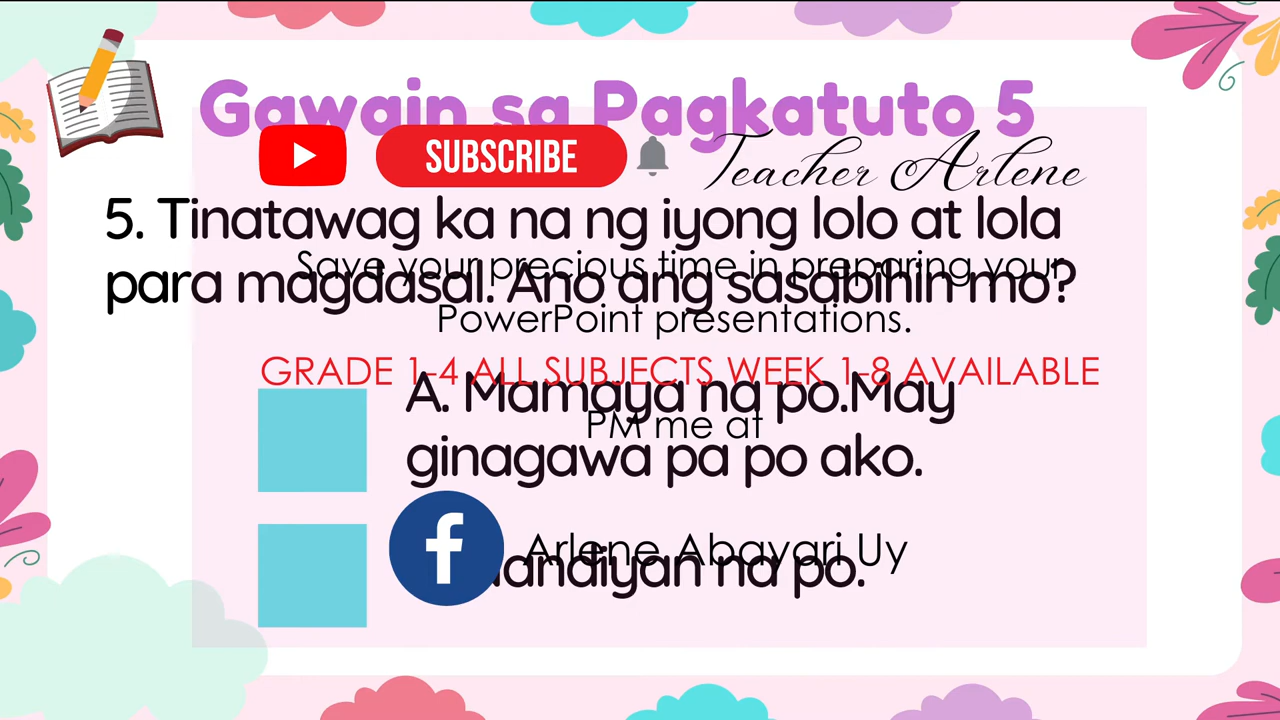 Gawain sa Pagkatuto 5
SUBSCRIBE
Teacher Arlene
5. Tinatawag ka na ng iyong lolo at lola
para magdasal. Ano ang sasabihin mo?
Save your precious time in preparing your
PowerPoint presentations.
GRADE 1-4 ALL SUBJECTS WEEK 1-8 AVAILABLE
A. Mamaya na po.May
ginagawa pa po ako.
PM me at
Arlene Abayari Uy
na po.